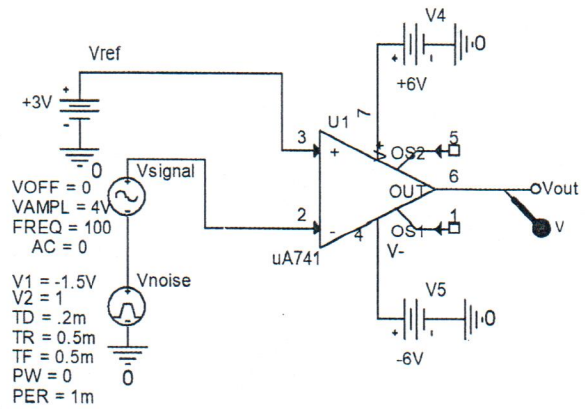 Vref
+3V
0
Vsignal
VOFF = 0
VAMPL = 4V
FREQ = 100
AC = 0
Vnoise
V1 = -1.5V
V2 = 1
TD = .2m
TR = 0.5m
TF = 0.5m
PW = 0
PER = 1m
0
V4
0
+6V
7
U1
3
+
V+
OS2
5
OUT
6
Vout
V
2
-
OS1
1
uA741
4
V-
V5
0
-6V